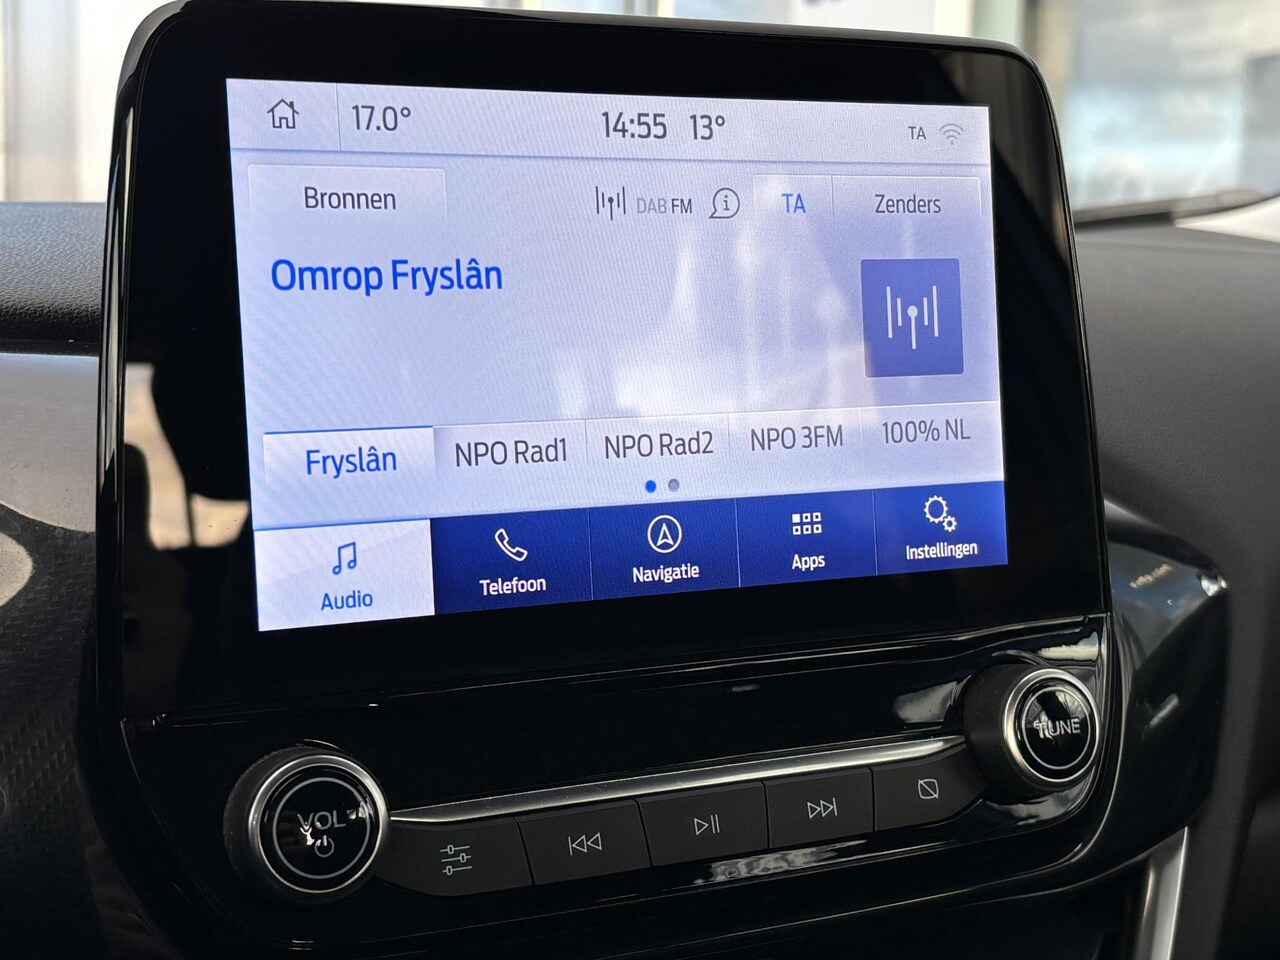 17.0° 14:55 13° TA
Bronnen DAB FM i TA Zenders
Omrop Fryslân
Fryslân NPO Rad1 NPO Rad2 NPO 3FM 100% NL
Audio Telefoon Navigatie Apps Instellingen
VOL TUNE